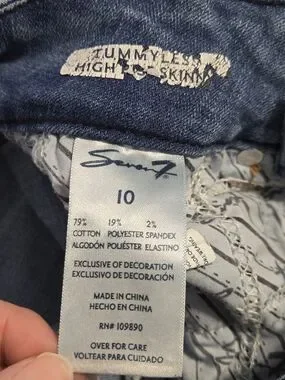 TUMMYLESS
HIGH RISE SKINNY
Seven7
10
79% 19% 2%
COTTON POLYESTER SPANDEX
ALGODÓN POLIÉSTER ELASTINO
EXCLUSIVE OF DECORATION
EXCLUSIVO DE DECORACIÓN
MADE IN CHINA
HECHO EN CHINA
RN# 109890
OVER FOR CARE
VOLTEAR PARA CUIDADO